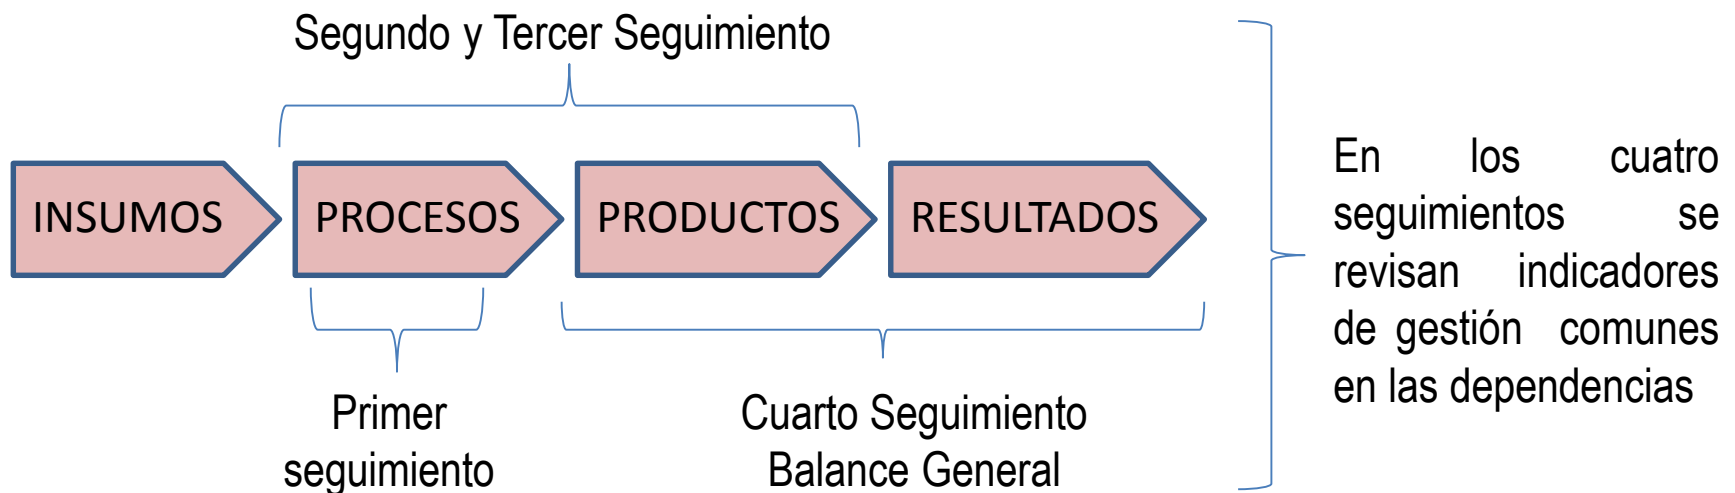 Segundo y Tercer Seguimiento
INSUMOS
PROCESOS
PRODUCTOS
RESULTADOS
Primer
seguimiento
Cuarto Seguimiento
Balance General
En los cuatro
seguimientos se
revisan indicadores
de gestión comunes
en las dependencias